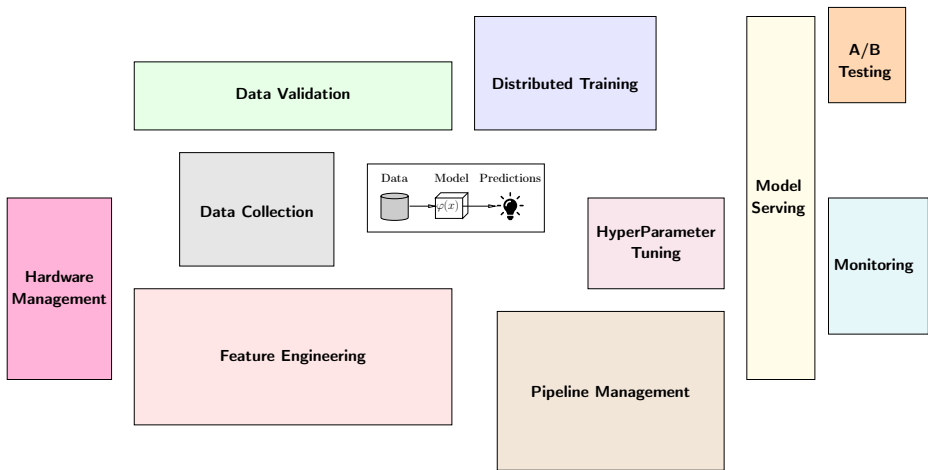 A/B
Testing
Distributed Training
Data Validation
Data Model Predictions
φ(x)
Data Collection
Model
Serving
HyperParameter
Tuning
Monitoring
Hardware
Management
Feature Engineering
Pipeline Management